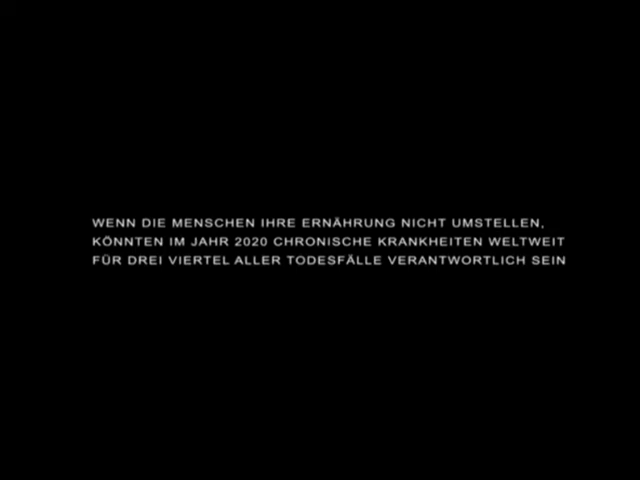 WENN DIE MENSCHEN IHRE ERNÄHRUNG NICHT UMSTELLEN,
KÖNNTEN IM JAHR 2020 CHRONISCHE KRANKHEITEN WELTWEIT
FÜR DREI VIERTEL ALLER TODESFÄLLE VERANTWORTLICH SEIN